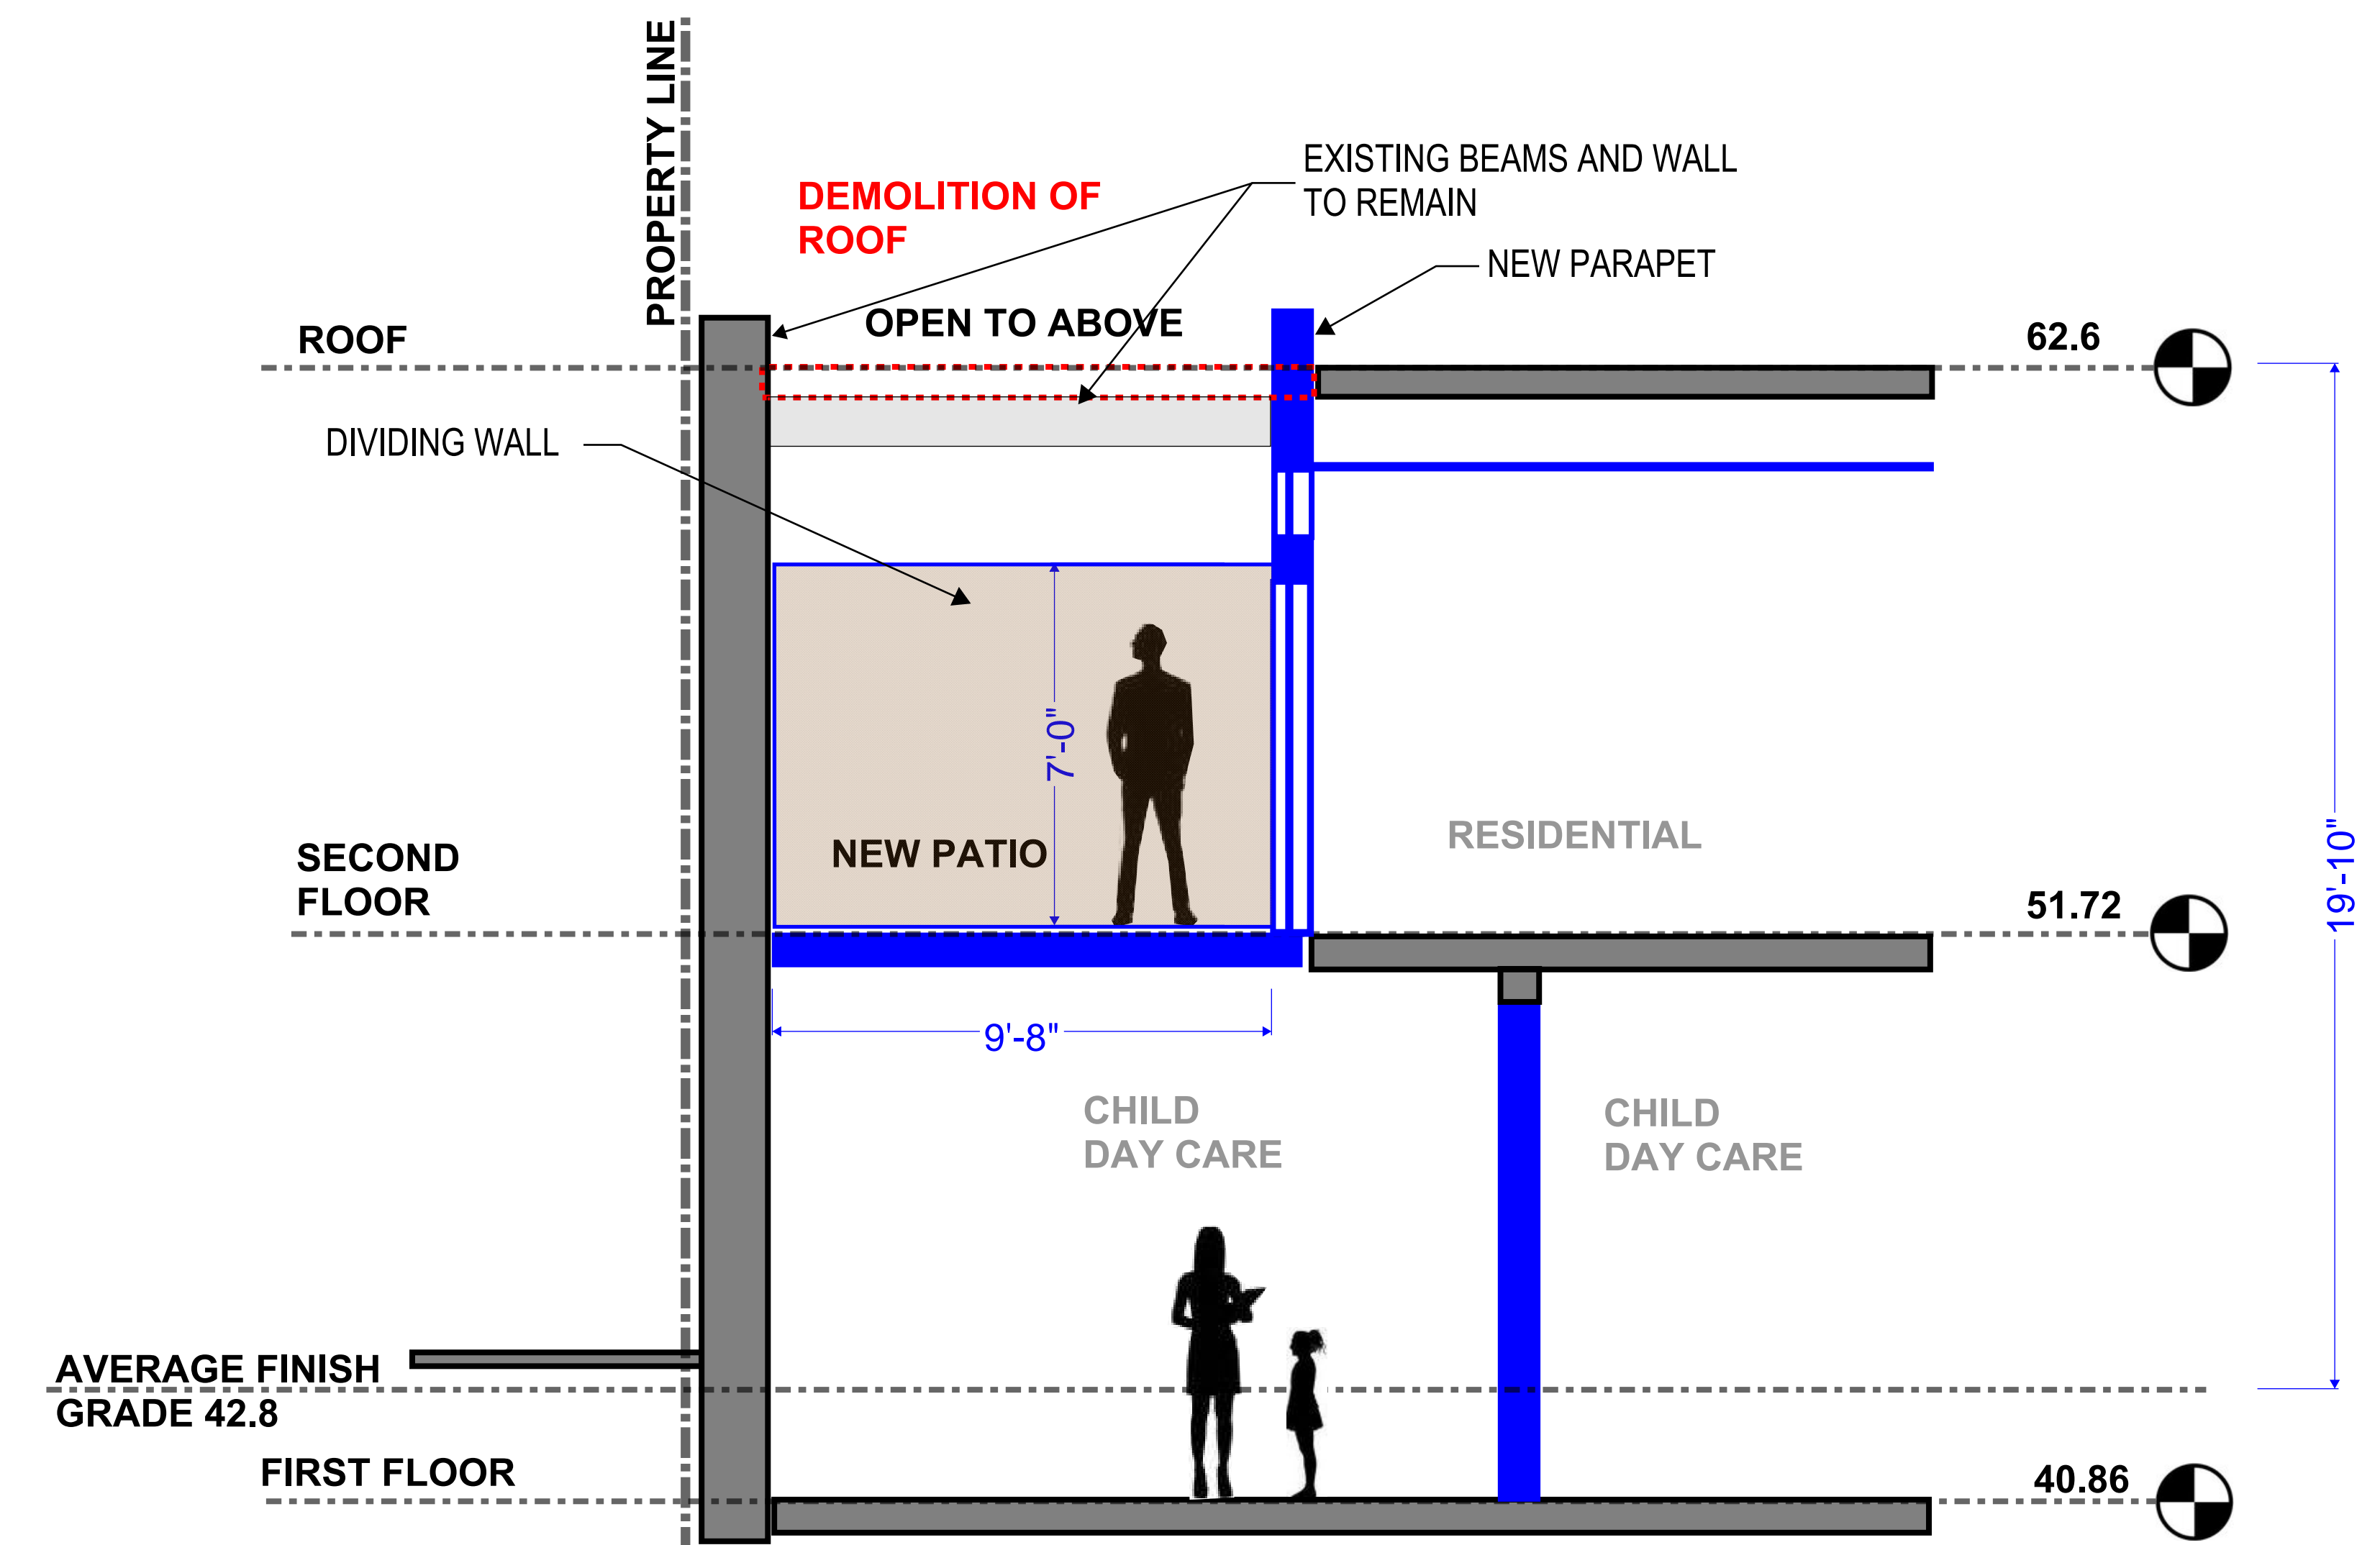 PROPERTY LINE
EXISTING BEAMS AND WALL
TO REMAIN
DEMOLITION OF
ROOF
NEW PARAPET
OPEN TO ABOVE
ROOF
62.6
DIVIDING WALL
7'-0"
NEW PATIO
RESIDENTIAL
19'-10"
SECOND
FLOOR
51.72
9'-8"
CHILD
DAY CARE
CHILD
DAY CARE
AVERAGE FINISH
GRADE 42.8
FIRST FLOOR
40.86